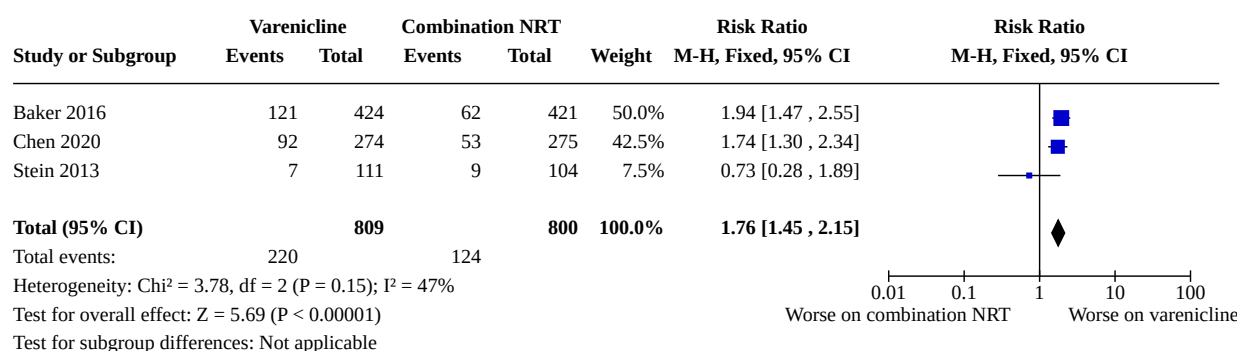 Varenicline Combination NRT Risk Ratio Risk Ratio
Study or Subgroup Events Total Events Total Weight M-H, Fixed, 95% CI M-H, Fixed, 95% CI
Baker 2016 121 424 62 421 50.0% 1.94 [1.47 , 2.55]
Chen 2020 92 274 53 275 42.5% 1.74 [1.30 , 2.34]
Stein 2013 7 111 9 104 7.5% 0.73 [0.28 , 1.89]
Total (95% CI) 809 800 100.0% 1.76 [1.45 , 2.15]
Total events: 220 124
Heterogeneity: Chi² = 3.78, df = 2 (P = 0.15); I² = 47%
0.01 0.1 1 10 100
Test for overall effect: Z = 5.69 (P < 0.00001) Worse on combination NRT Worse on varenicline
Test for subgroup differences: Not applicable